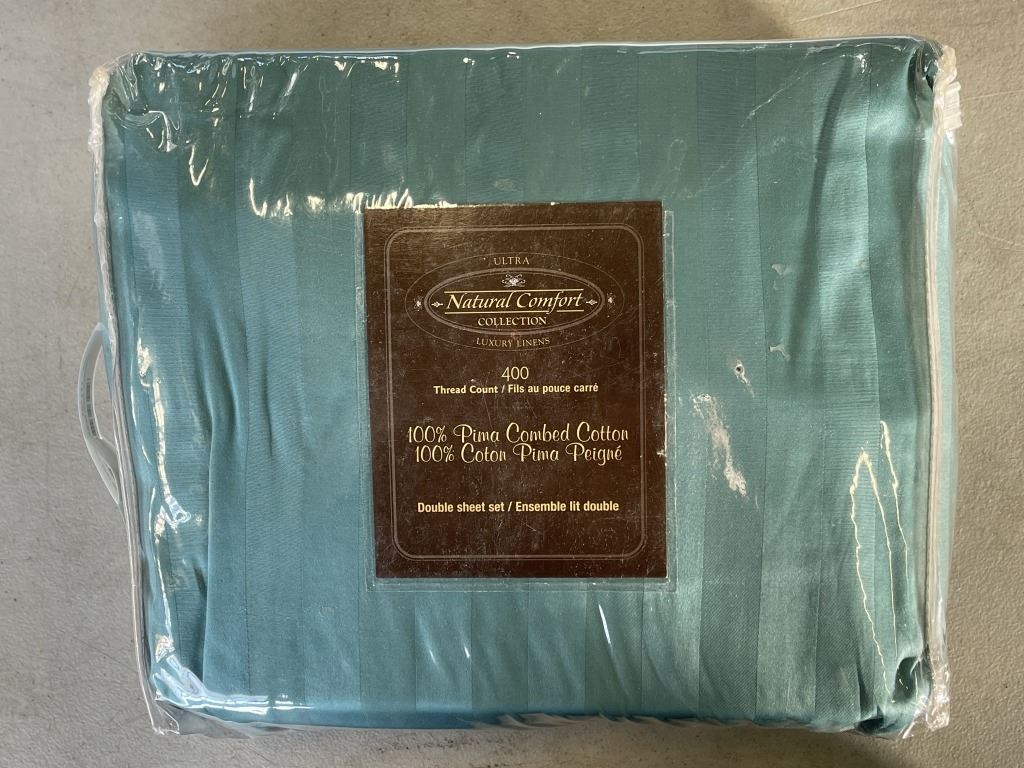 ULTRA
Natural Comfort
COLLECTION
LUXURY LINENS
400
Thread Count / Fils au pouce carré
100% Pima Combed Cotton
100% Coton Pima Peigné
Double sheet set / Ensemble lit double